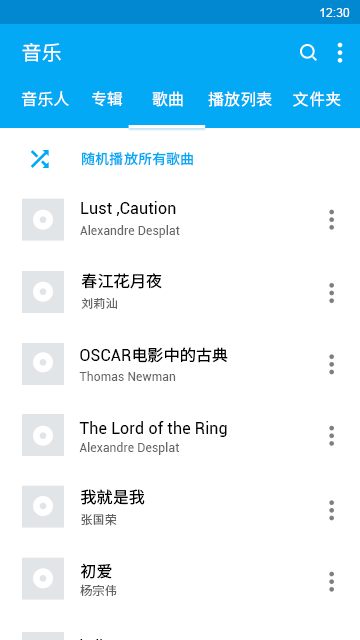 12:30
音乐
音乐人 专辑 歌曲 播放列表 文件夹
随机播放所有歌曲
Lust ,Caution
Alexandre Desplat
春江花月夜
刘莉汕
OSCAR电影中的古典
Thomas Newman
The Lord of the Ring
Alexandre Desplat
我就是我
张国荣
初爱
杨宗伟